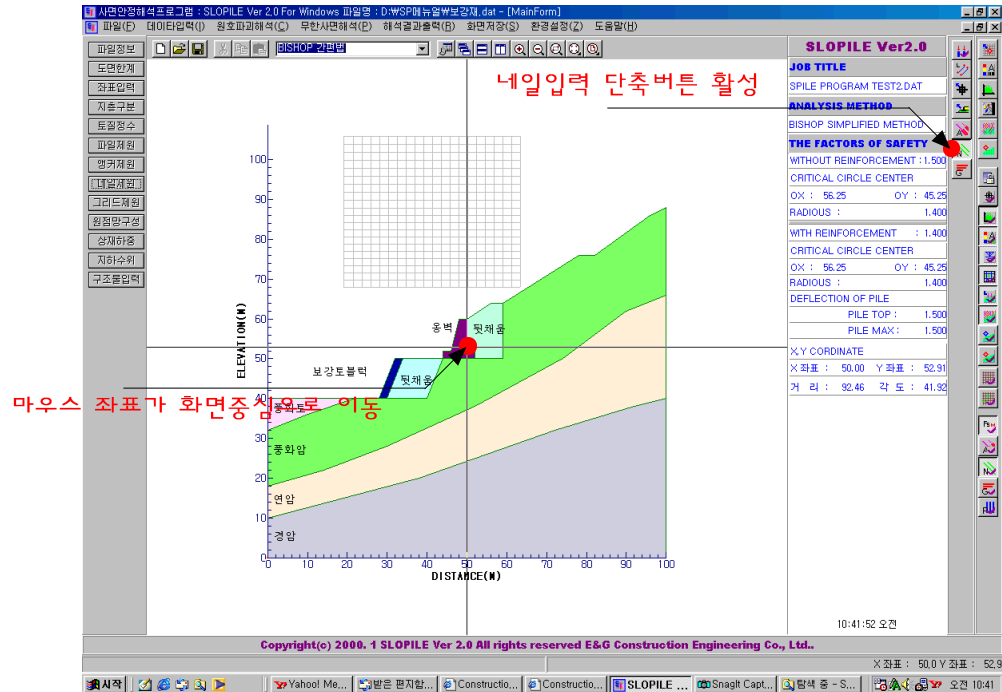 사면안정해석프로그램 : SLOPILE Ver 2.0 For Windows 파일명 : D:₩SP메뉴얼₩보강재.dat - [MainForm]
파일(F) 데이타입력(I) 원호파괴해석(C) 무한사면해석(P) 해석결과출력(R) 화면저장(S) 환경설정(Z) 도움말(H)
BISHOP 간편법
파일정보
도면한계
좌표입력
지층구분
토질정수
파일제원
앵커제원
네일제원
그리드제원
원점망구성
상재하중
지하수위
구조물입력
네일입력 단축버튼 활성
마우스 좌표가 화면중심으로 이동
ELEVATION(M)
100
90
80
70
60
50
40
30
20
10
0
옹벽
뒷채움
보강토블럭
뒷채움
풍화토
풍화암
연암
경암
0 10 20 30 40 50 60 70 80 90 100
DISTANCE(M)
SLOPILE Ver2.0
JOB TITLE
SPILE PROGRAM TEST2.DAT
ANALYSIS METHOD
BISHOP SIMPLIFIED METHOD
THE FACTORS OF SAFETY
WITHOUT REINFORCEMENT : 1.500
CRITICAL CIRCLE CENTER
OX : 56.25 OY : 45.25
RADIOUS : 1.400
WITH REINFORCEMENT : 1.400
CRITICAL CIRCLE CENTER
OX : 56.25 OY : 45.25
RADIOUS : 1.400
DEFLECTION OF PILE
PILE TOP : 1.500
PILE MAX : 1.500
X,Y CORDINATE
X 좌표 : 50.00 Y 좌표 : 52.91
거 리 : 92.46 각 도 : 41.92
10:41:52 오전
Copyright(c) 2000. 1 SLOPILE Ver 2.0 All rights reserved E&G Construction Engineering Co., Ltd..
X 좌표 : 50,0 Y 좌표 : 52,9
시작 Yahoo! Me... 받은 편지함... Constructio... Constructio... SLOPILE ... SnagIt Capt... 탐색 중 - S... 오전 10:41